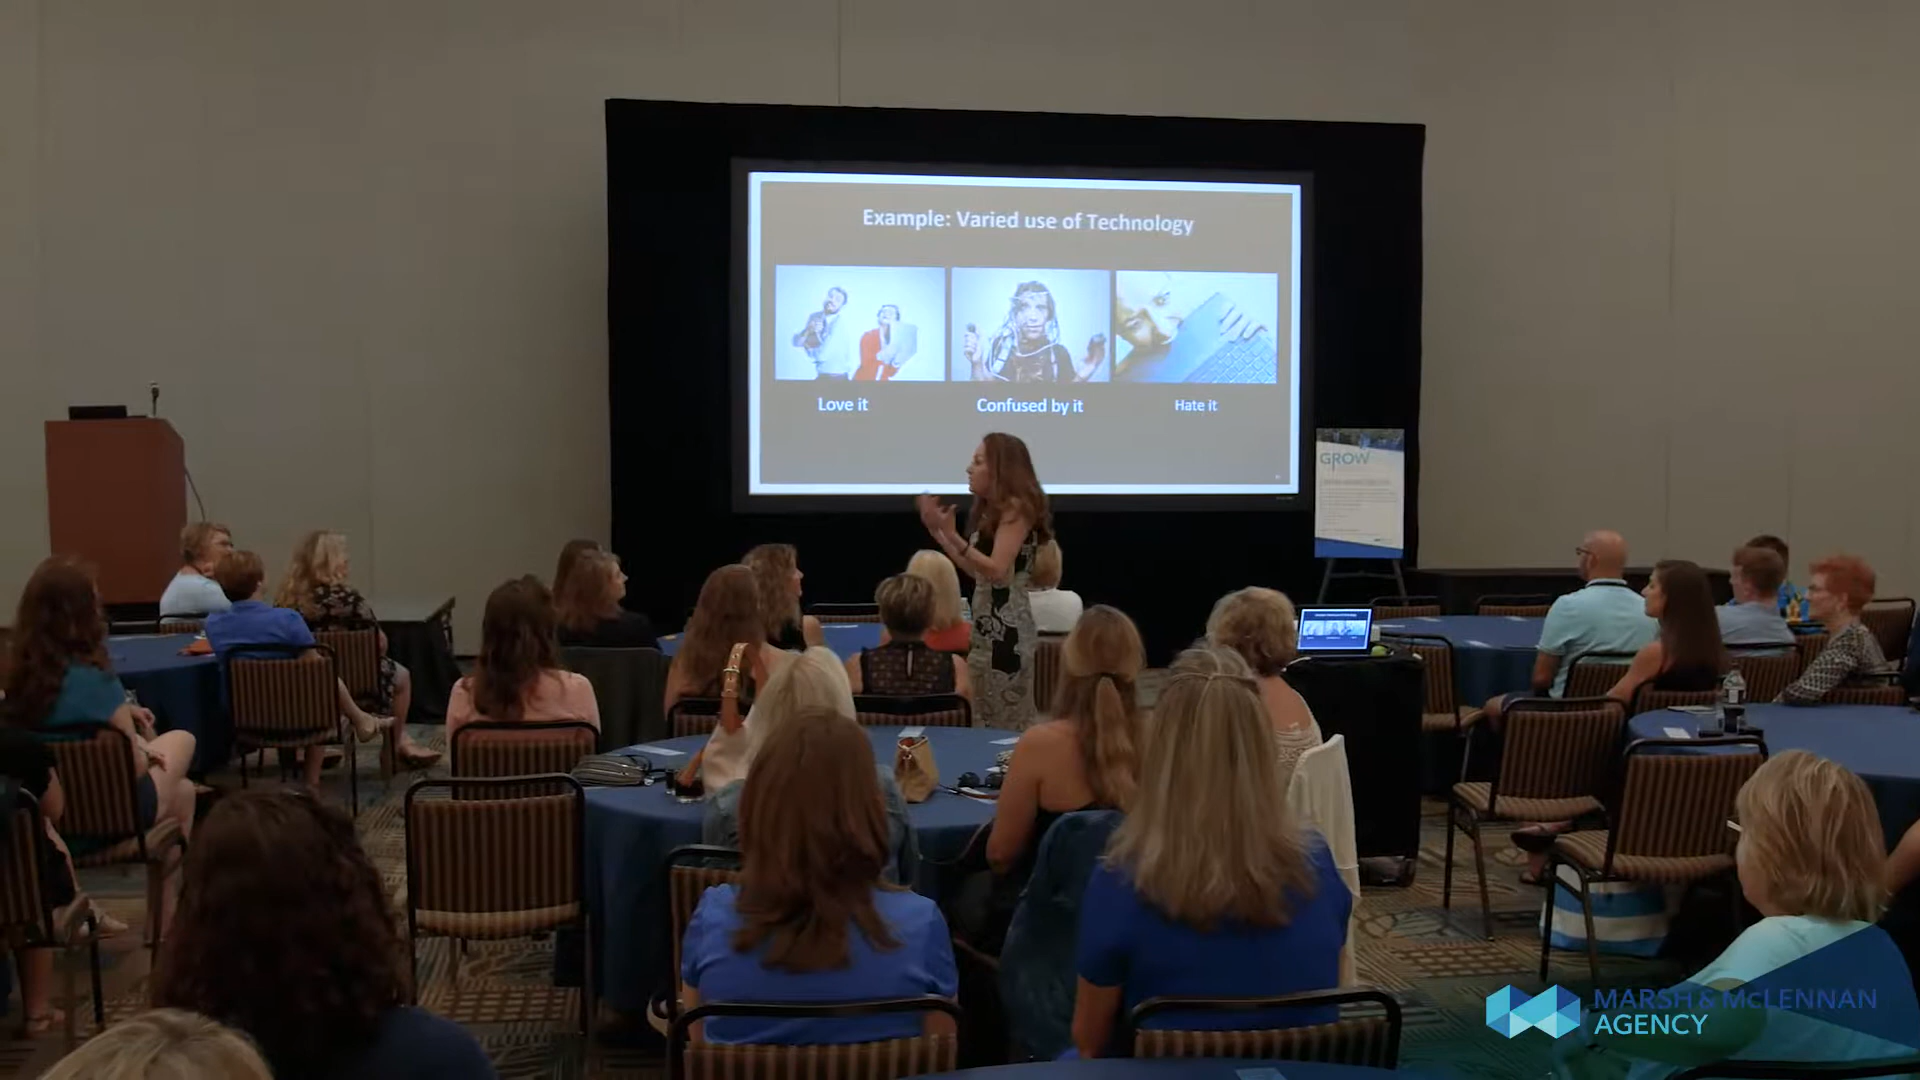 Example: Varied use of Technology
Love it
Confused by it
Hate it
GROW
MARSH & McLENNAN
AGENCY